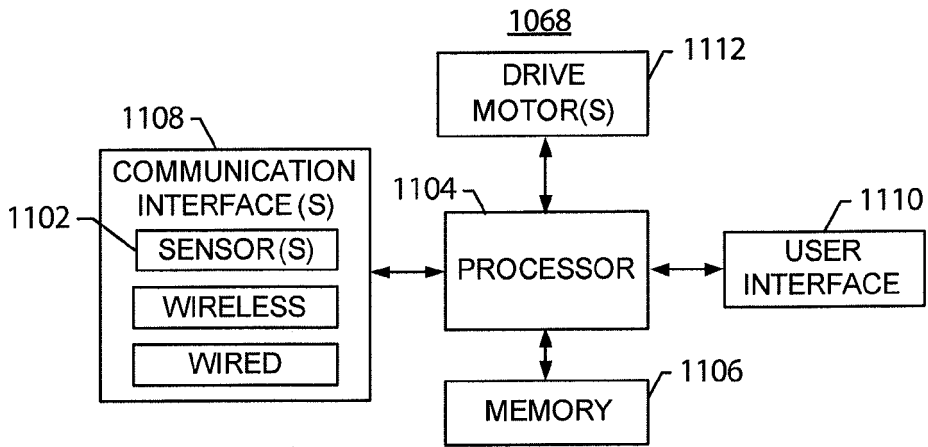 1068
1112
DRIVE
MOTOR(S)
1108
COMMUNICATION
INTERFACE(S)
1102
SENSOR(S)
WIRELESS
WIRED
1104
PROCESSOR
1110
USER
INTERFACE
1106
MEMORY